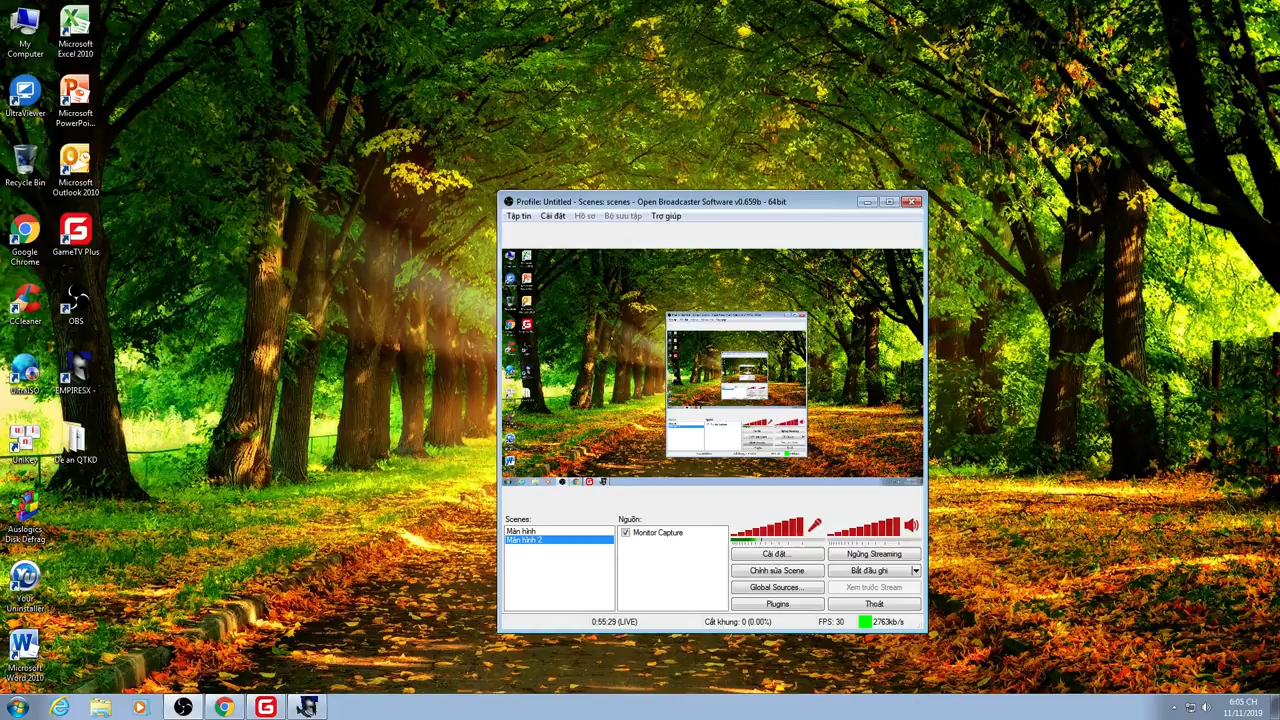 My
Computer
Microsoft
Excel 2010
UltraViewer
Microsoft
PowerPoi...
Recycle Bin
Microsoft
Outlook 2010
Google
Chrome
GameTV Plus
CCleaner
OBS
UltraISO
EMPIRESX -
UniKey
De an QTKD
Auslogics
Disk Defrag
Your
Uninstaller
Microsoft
Word 2010
Profile: Untitled - Scenes: scenes - Open Broadcaster Software v0.659b - 64bit
Tập tin Cài đặt Hồ sơ Bộ sưu tập Trợ giúp
Scenes:
Màn hình
Màn hình 2
Nguồn:
Monitor Capture
Cài đặt...
Ngừng Streaming
Chỉnh sửa Scene
Bắt đầu ghi
Global Sources...
Xem trước Stream
Plugins
Thoát
0:55:29 (LIVE)
Cắt khung: 0 (0.00%)
FPS: 30
2763kb/s
6:05 CH
11/11/2019